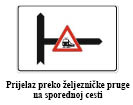 Prijelaz preko željezničke pruge
na sporednoj cesti